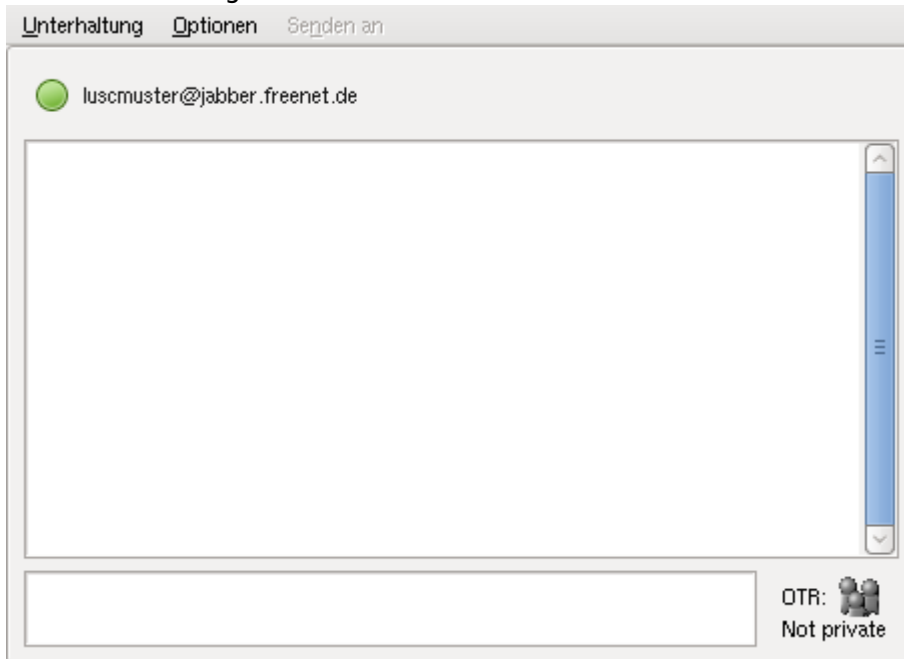 Unterhaltung Optionen Senden an
luscmuster@jabber.freenet.de
OTR:
Not private